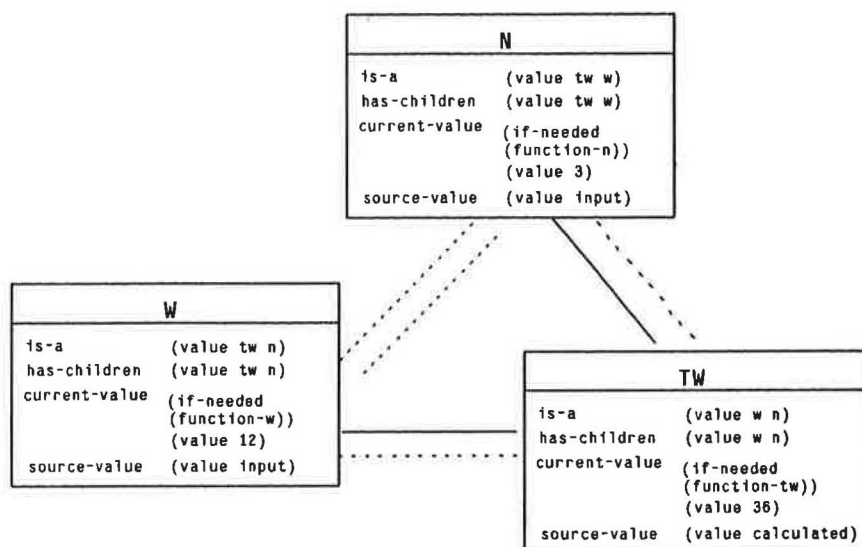 N
is-a (value tw w)
has-children (value tw w)
current-value (if-needed
(function-n))
(value 3)
source-value (value input)
W
is-a (value tw n)
has-children (value tw n)
current-value (if-needed
(function-w))
(value 12)
source-value (value input)
TW
is-a (value w n)
has-children (value w n)
current-value (if-needed
(function-tw))
(value 36)
source-value (value calculated)